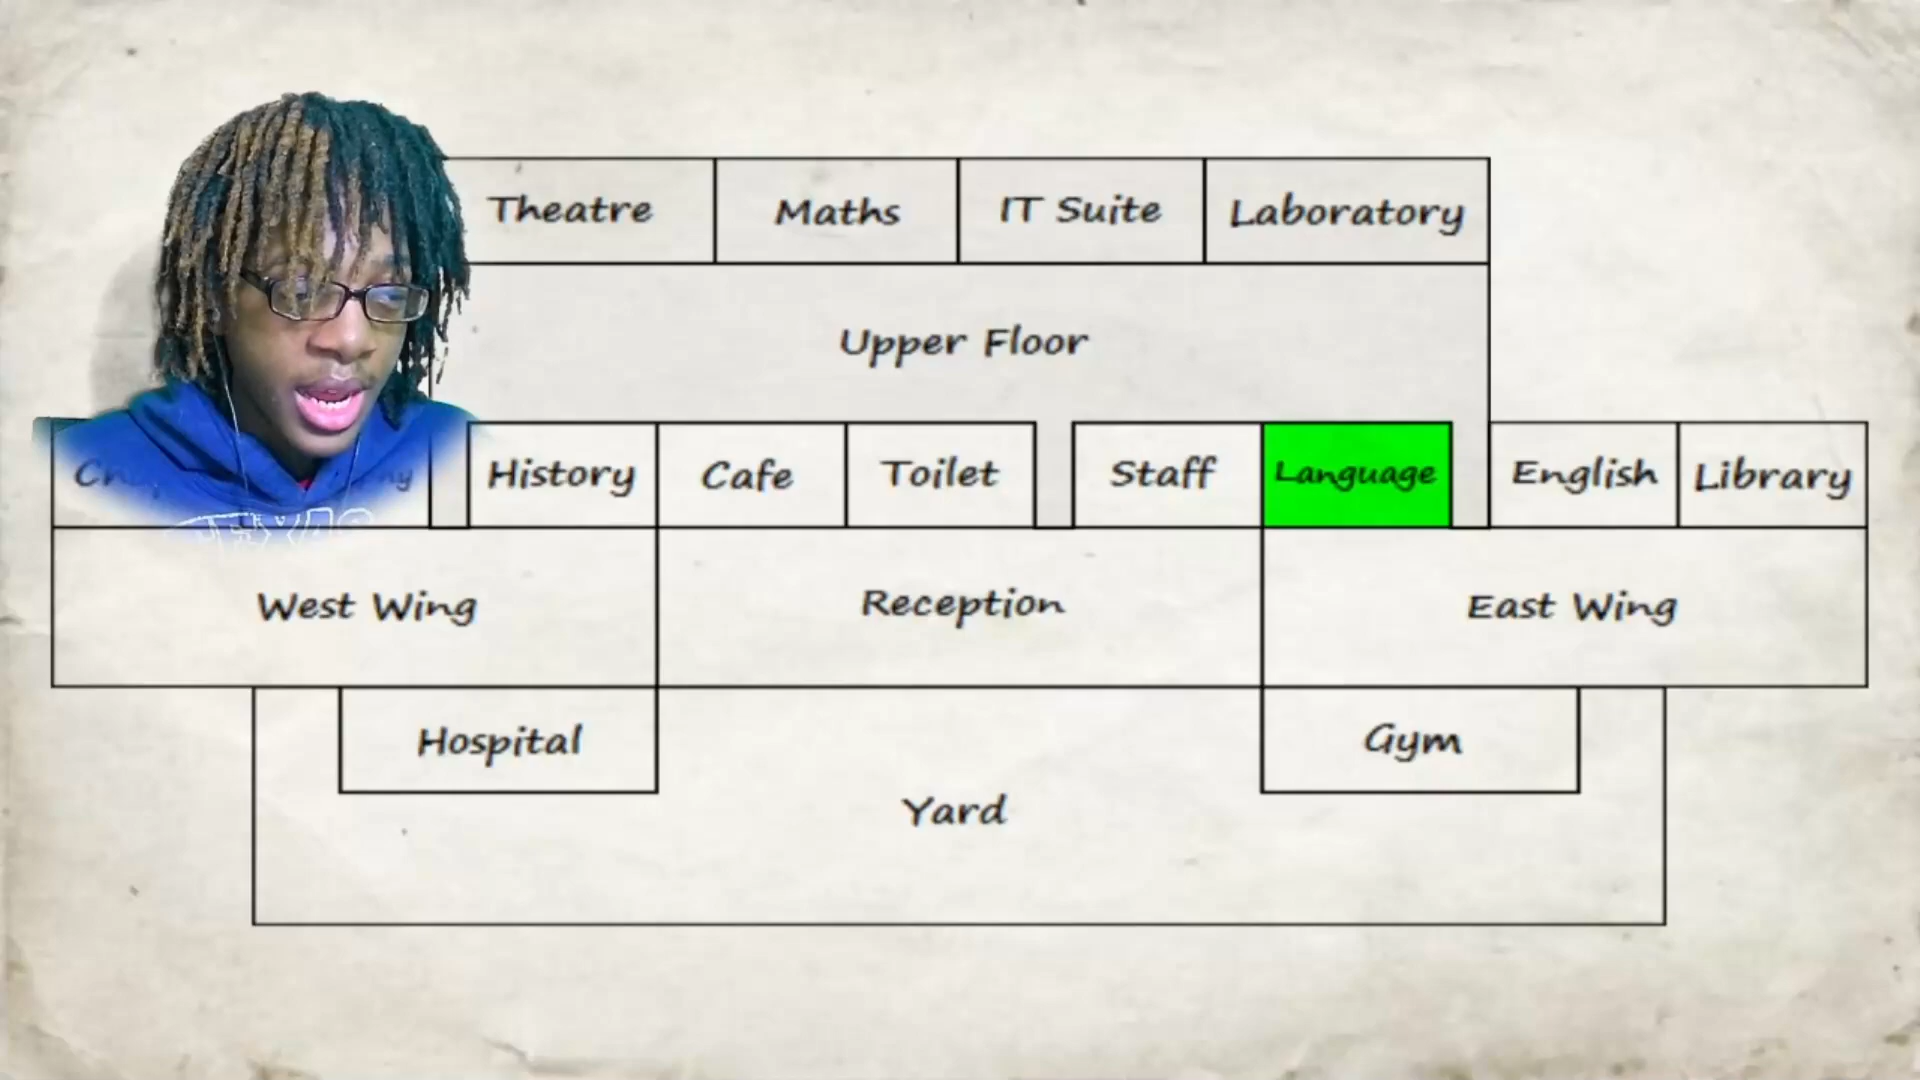 Theatre Maths IT Suite Laboratory
Upper Floor
History Cafe Toilet Staff Language English Library
West Wing Reception East Wing
Hospital Gym
Yard